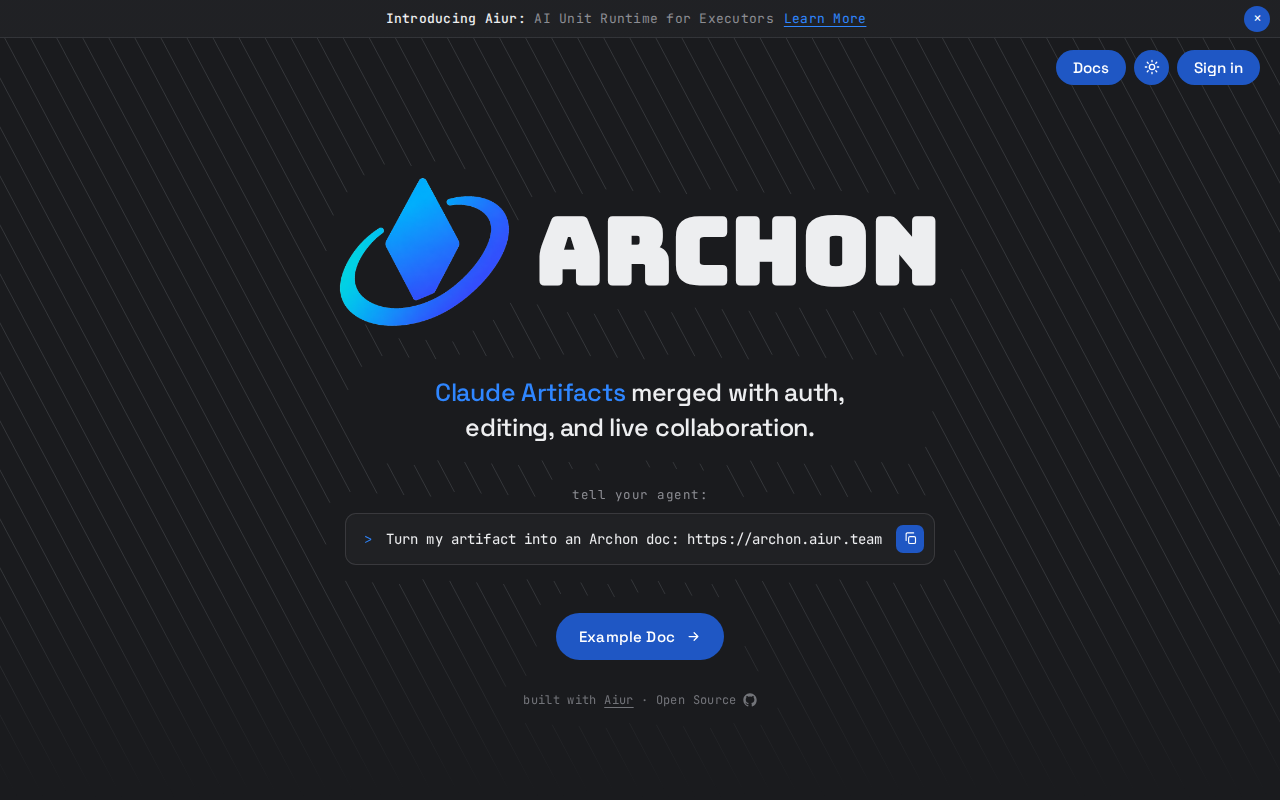 Introducing Aiur: AI Unit Runtime for Executors Learn More ×
Docs Sign in
ARCHON
Claude Artifacts merged with auth,
editing, and live collaboration.
tell your agent:
> Turn my artifact into an Archon doc: https://archon.aiur.team
Example Doc →
built with Aiur · Open Source